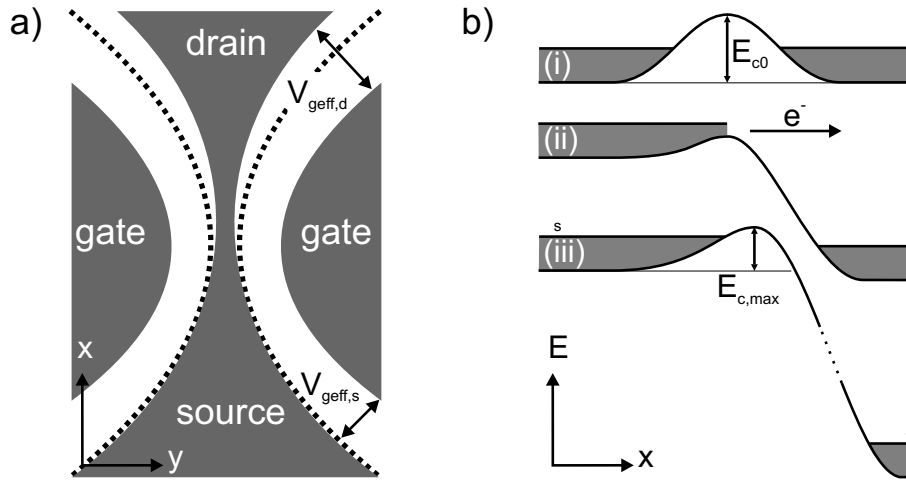 a)
drain
V_geff,d
gate
gate
x
V_geff,s
source
y
b)
(i)
E_c0
e^-
(ii)
s
(iii)
E_c,max
E
x